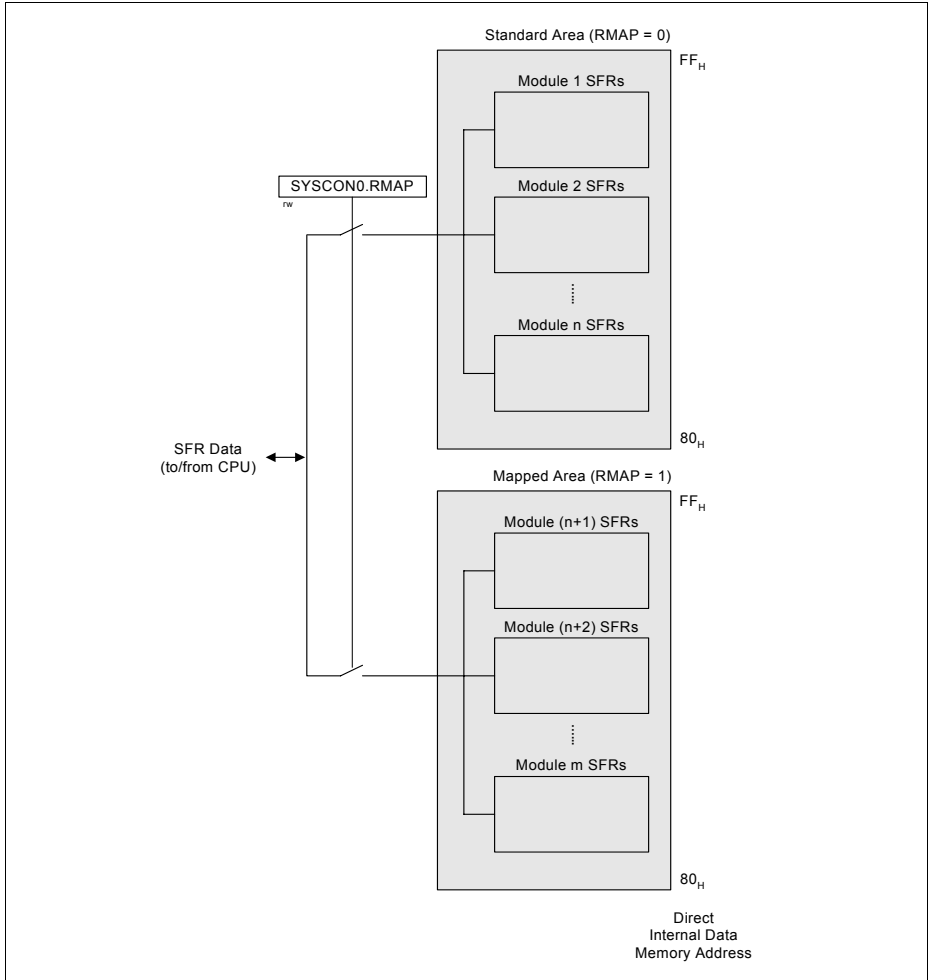 Standard Area (RMAP = 0)
FFH
Module 1 SFRs
SYSCON0.RMAP
rw
Module 2 SFRs
Module n SFRs
80H
SFR Data
(to/from CPU)
Mapped Area (RMAP = 1)
FFH
Module (n+1) SFRs
Module (n+2) SFRs
Module m SFRs
80H
Direct
Internal Data
Memory Address